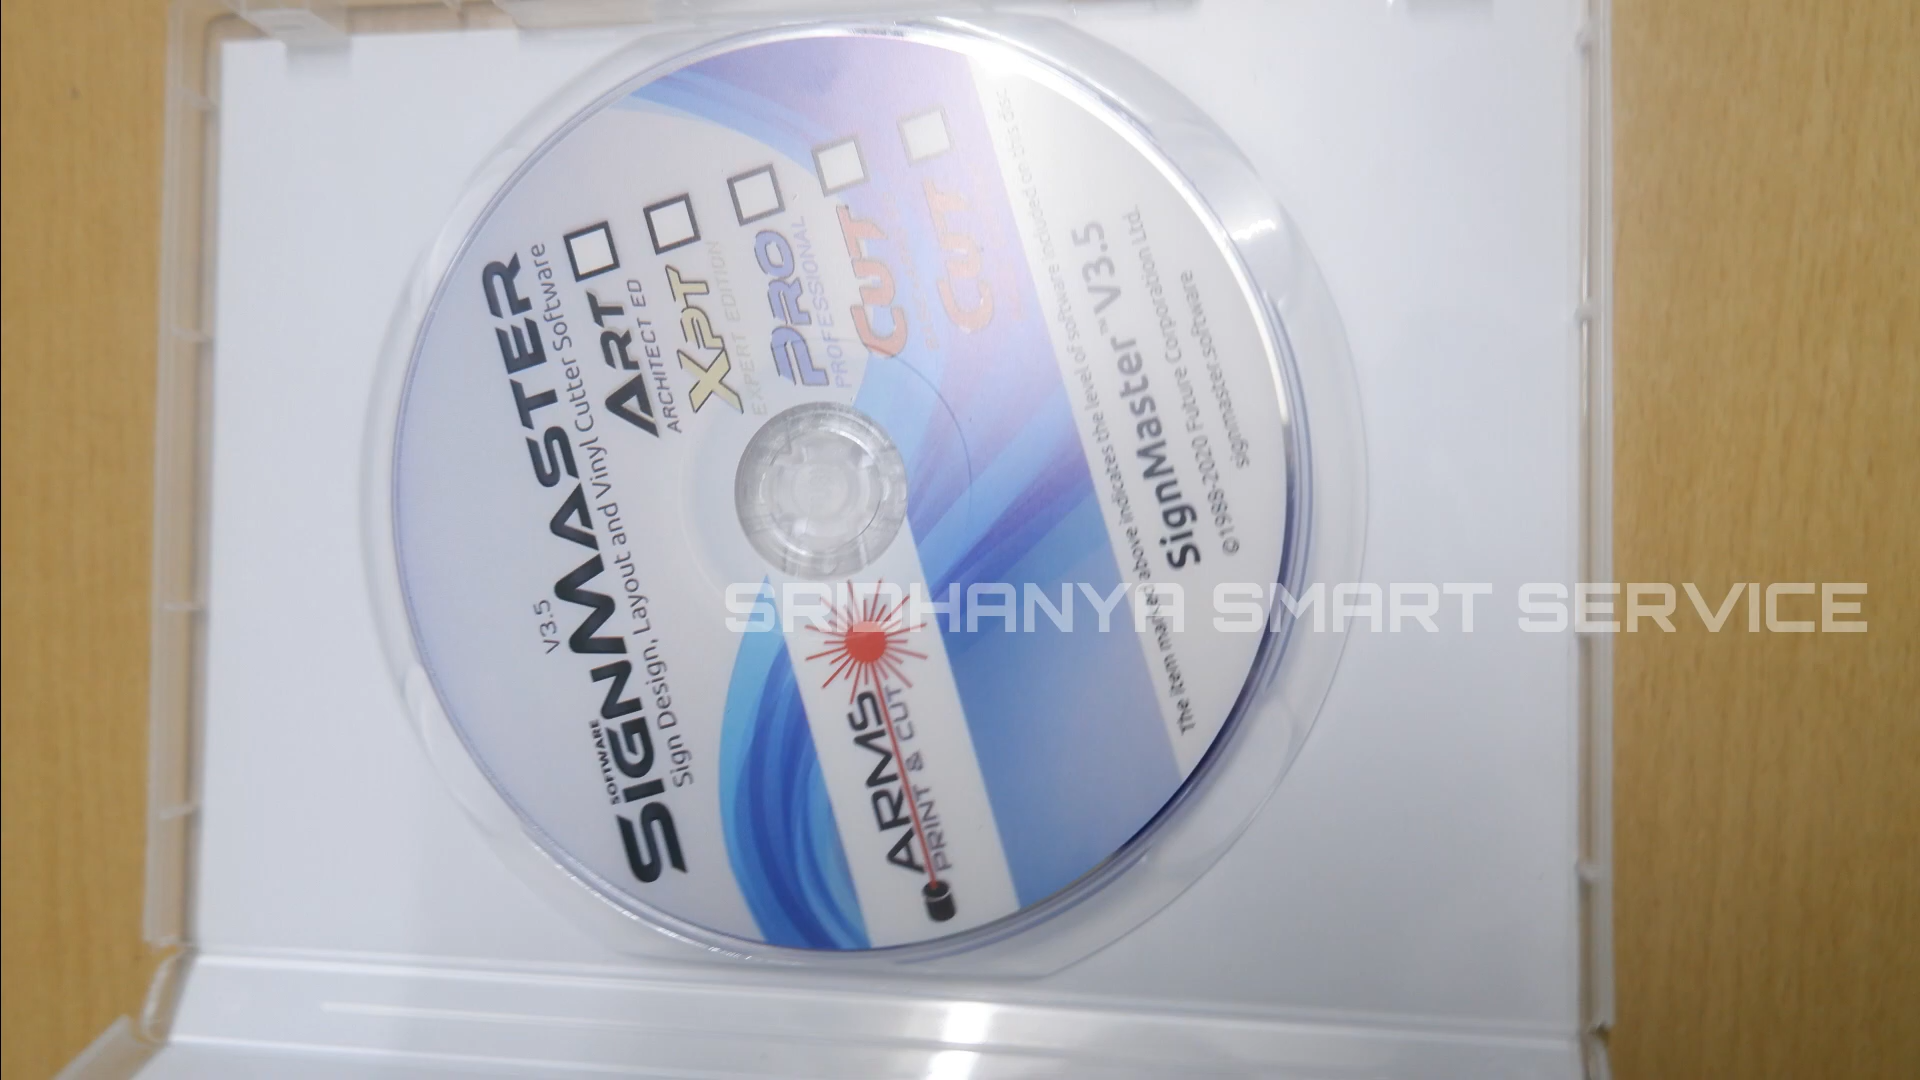 V3.5
SOFTWARE
SIGNMASTER
Sign Design, Layout and Vinyl Cutter Software
ART
ARCHITECT ED
XPT
EXPERT EDITION
PRO
PROFESSIONAL
CUT
CUT
ARMS
PRINT & CUT
The item marked above indicates the level of software included on this disc
SignMaster™ V3.5
©1988-2020 Future Corporation Ltd.
signmaster.software
SRIDHANYA SMART SERVICE